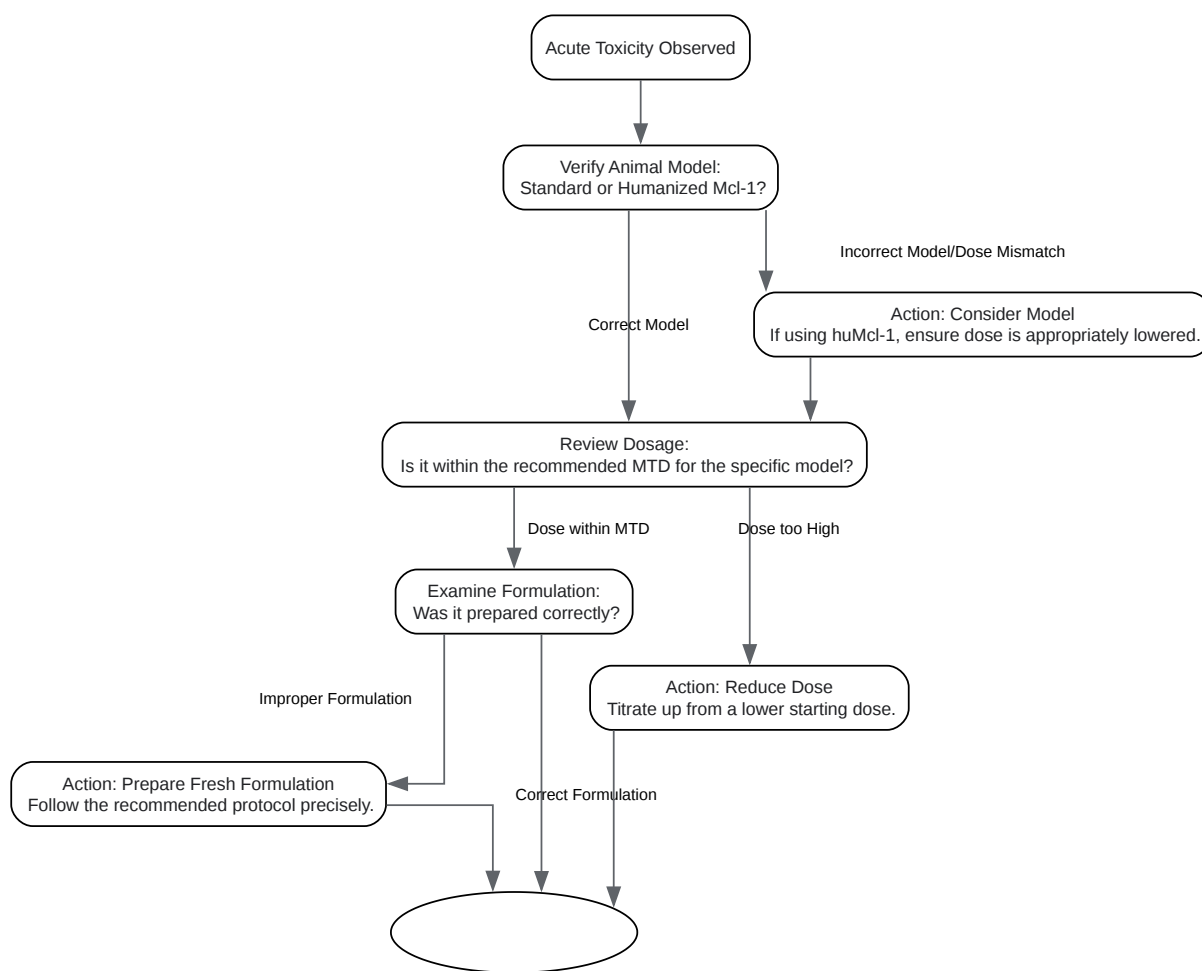 Acute Toxicity Observed
Verify Animal Model:
Standard or Humanized Mcl-1?
Incorrect Model/Dose Mismatch
Correct Model
Action: Consider Model
If using huMcl-1, ensure dose is appropriately lowered.
Review Dosage:
Is it within the recommended MTD for the specific model?
Dose within MTD
Dose too High
Examine Formulation:
Was it prepared correctly?
Improper Formulation
Action: Reduce Dose
Titrate up from a lower starting dose.
Action: Prepare Fresh Formulation
Follow the recommended protocol precisely.
Correct Formulation